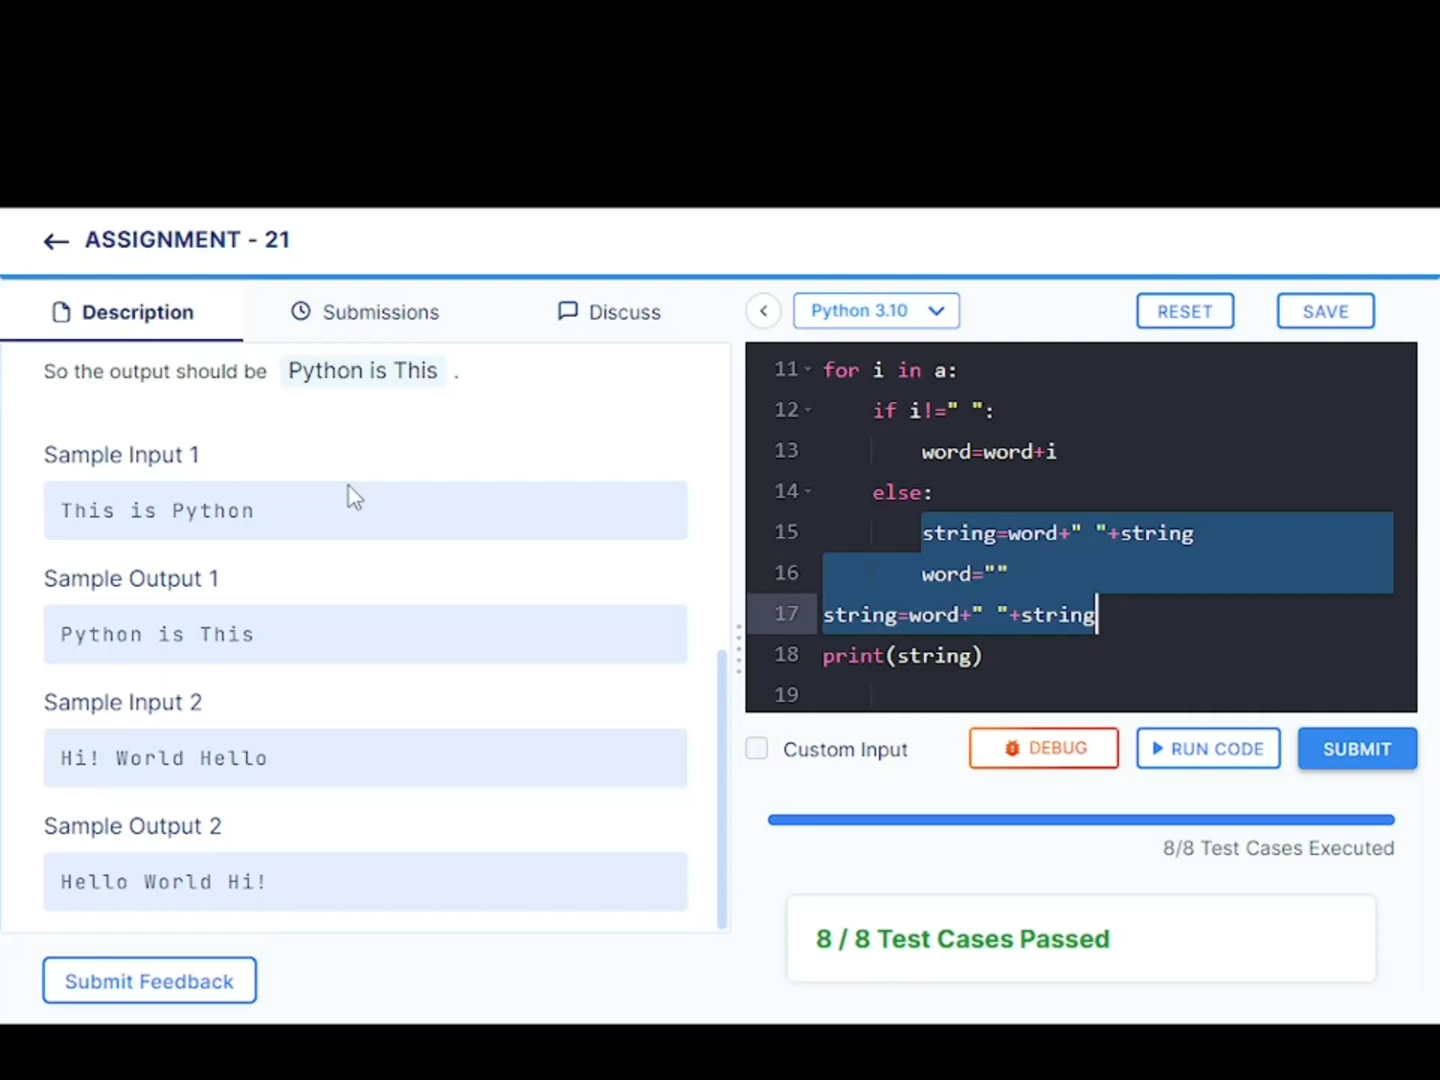 ASSIGNMENT - 21
Description
Submissions
Discuss
So the output should be Python is This .
Sample Input 1
This is Python
Sample Output 1
Python is This
Sample Input 2
Hi! World Hello
Sample Output 2
Hello World Hi!
Submit Feedback
Python 3.10
RESET
SAVE
11 for i in a:
12 if i!=" ":
13 word=word+i
14 else:
15 string=word+" "+string
16 word=""
17 string=word+" "+string
18 print(string)
19
Custom Input
DEBUG
RUN CODE
SUBMIT
8/8 Test Cases Executed
8 / 8 Test Cases Passed